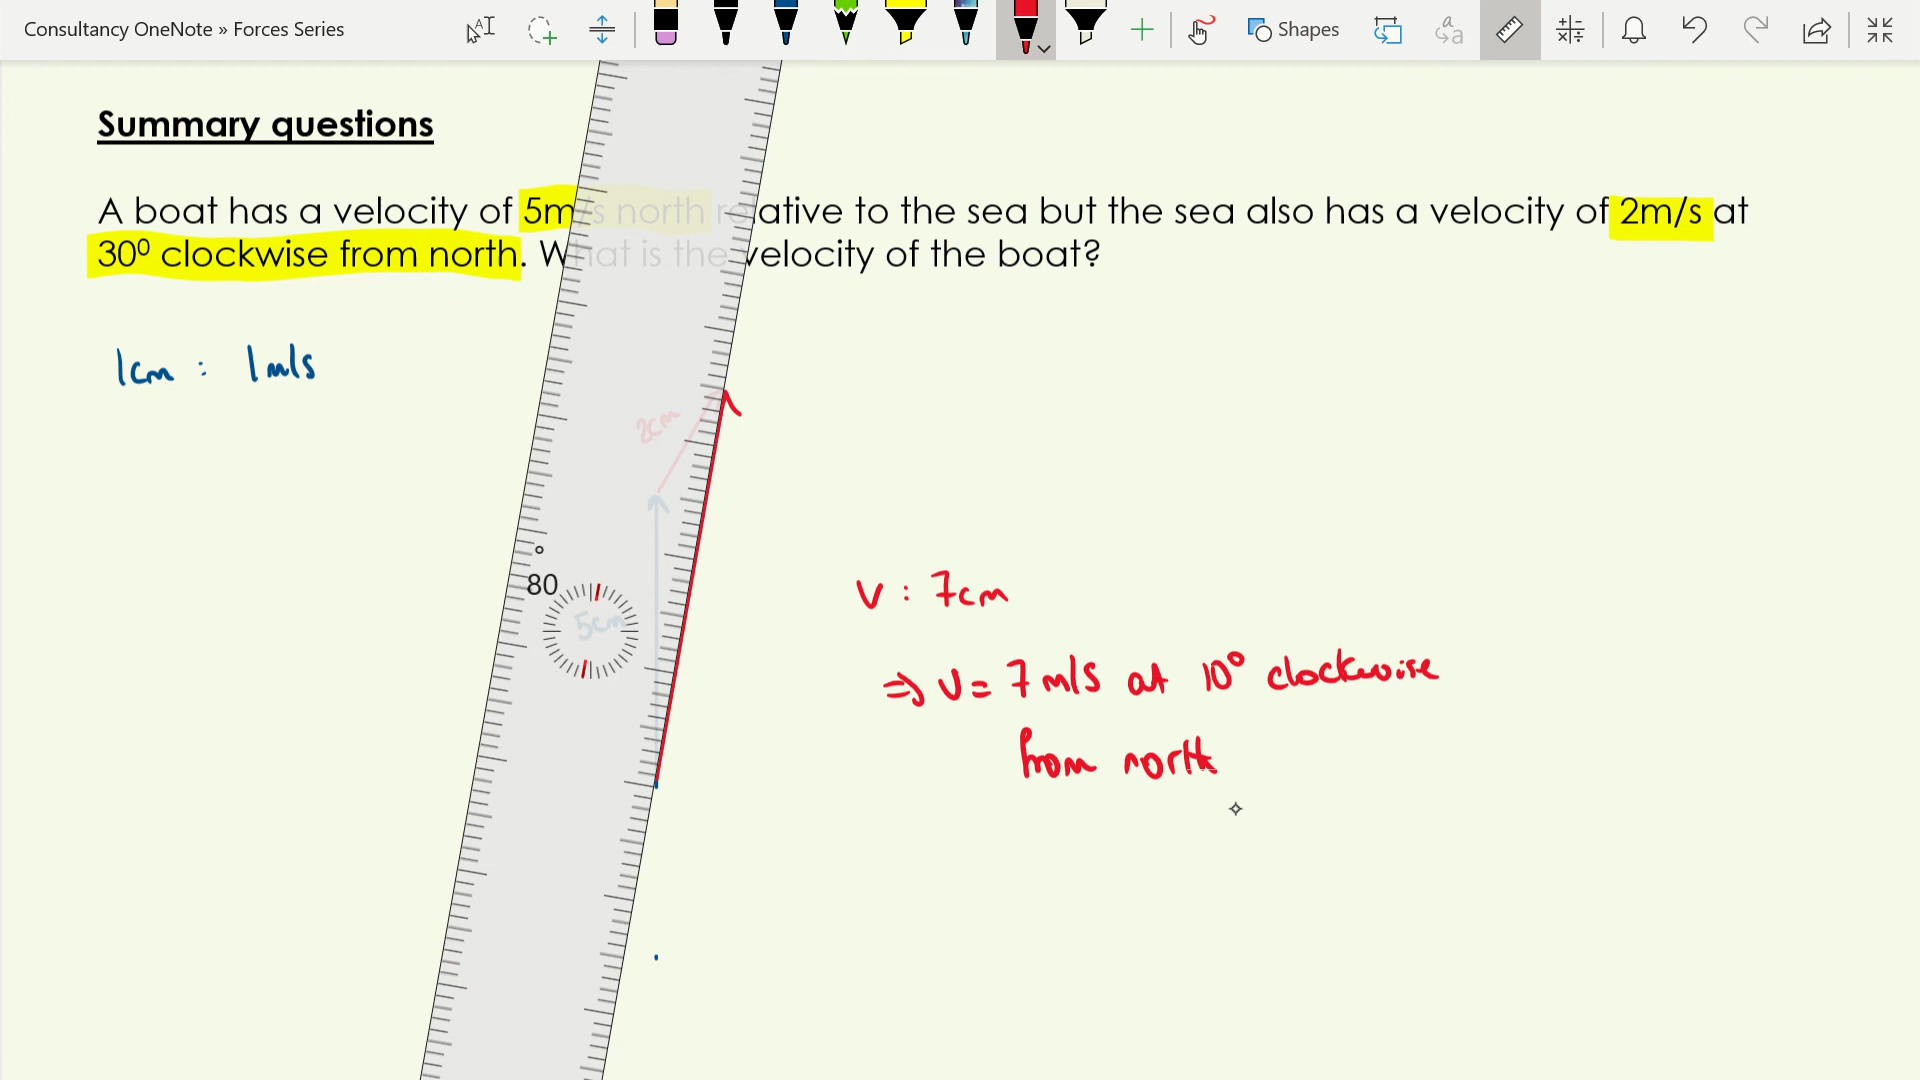 Consultancy OneNote » Forces Series
Shapes
Summary questions
A boat has a velocity of 5m/s north relative to the sea but the sea also has a velocity of 2m/s at
30⁰ clockwise from north. What is the velocity of the boat?
1cm : 1m/s
2cm
80°
5cm
V : 7cm
⇒ V = 7m/s at 10⁰ clockwise
from north